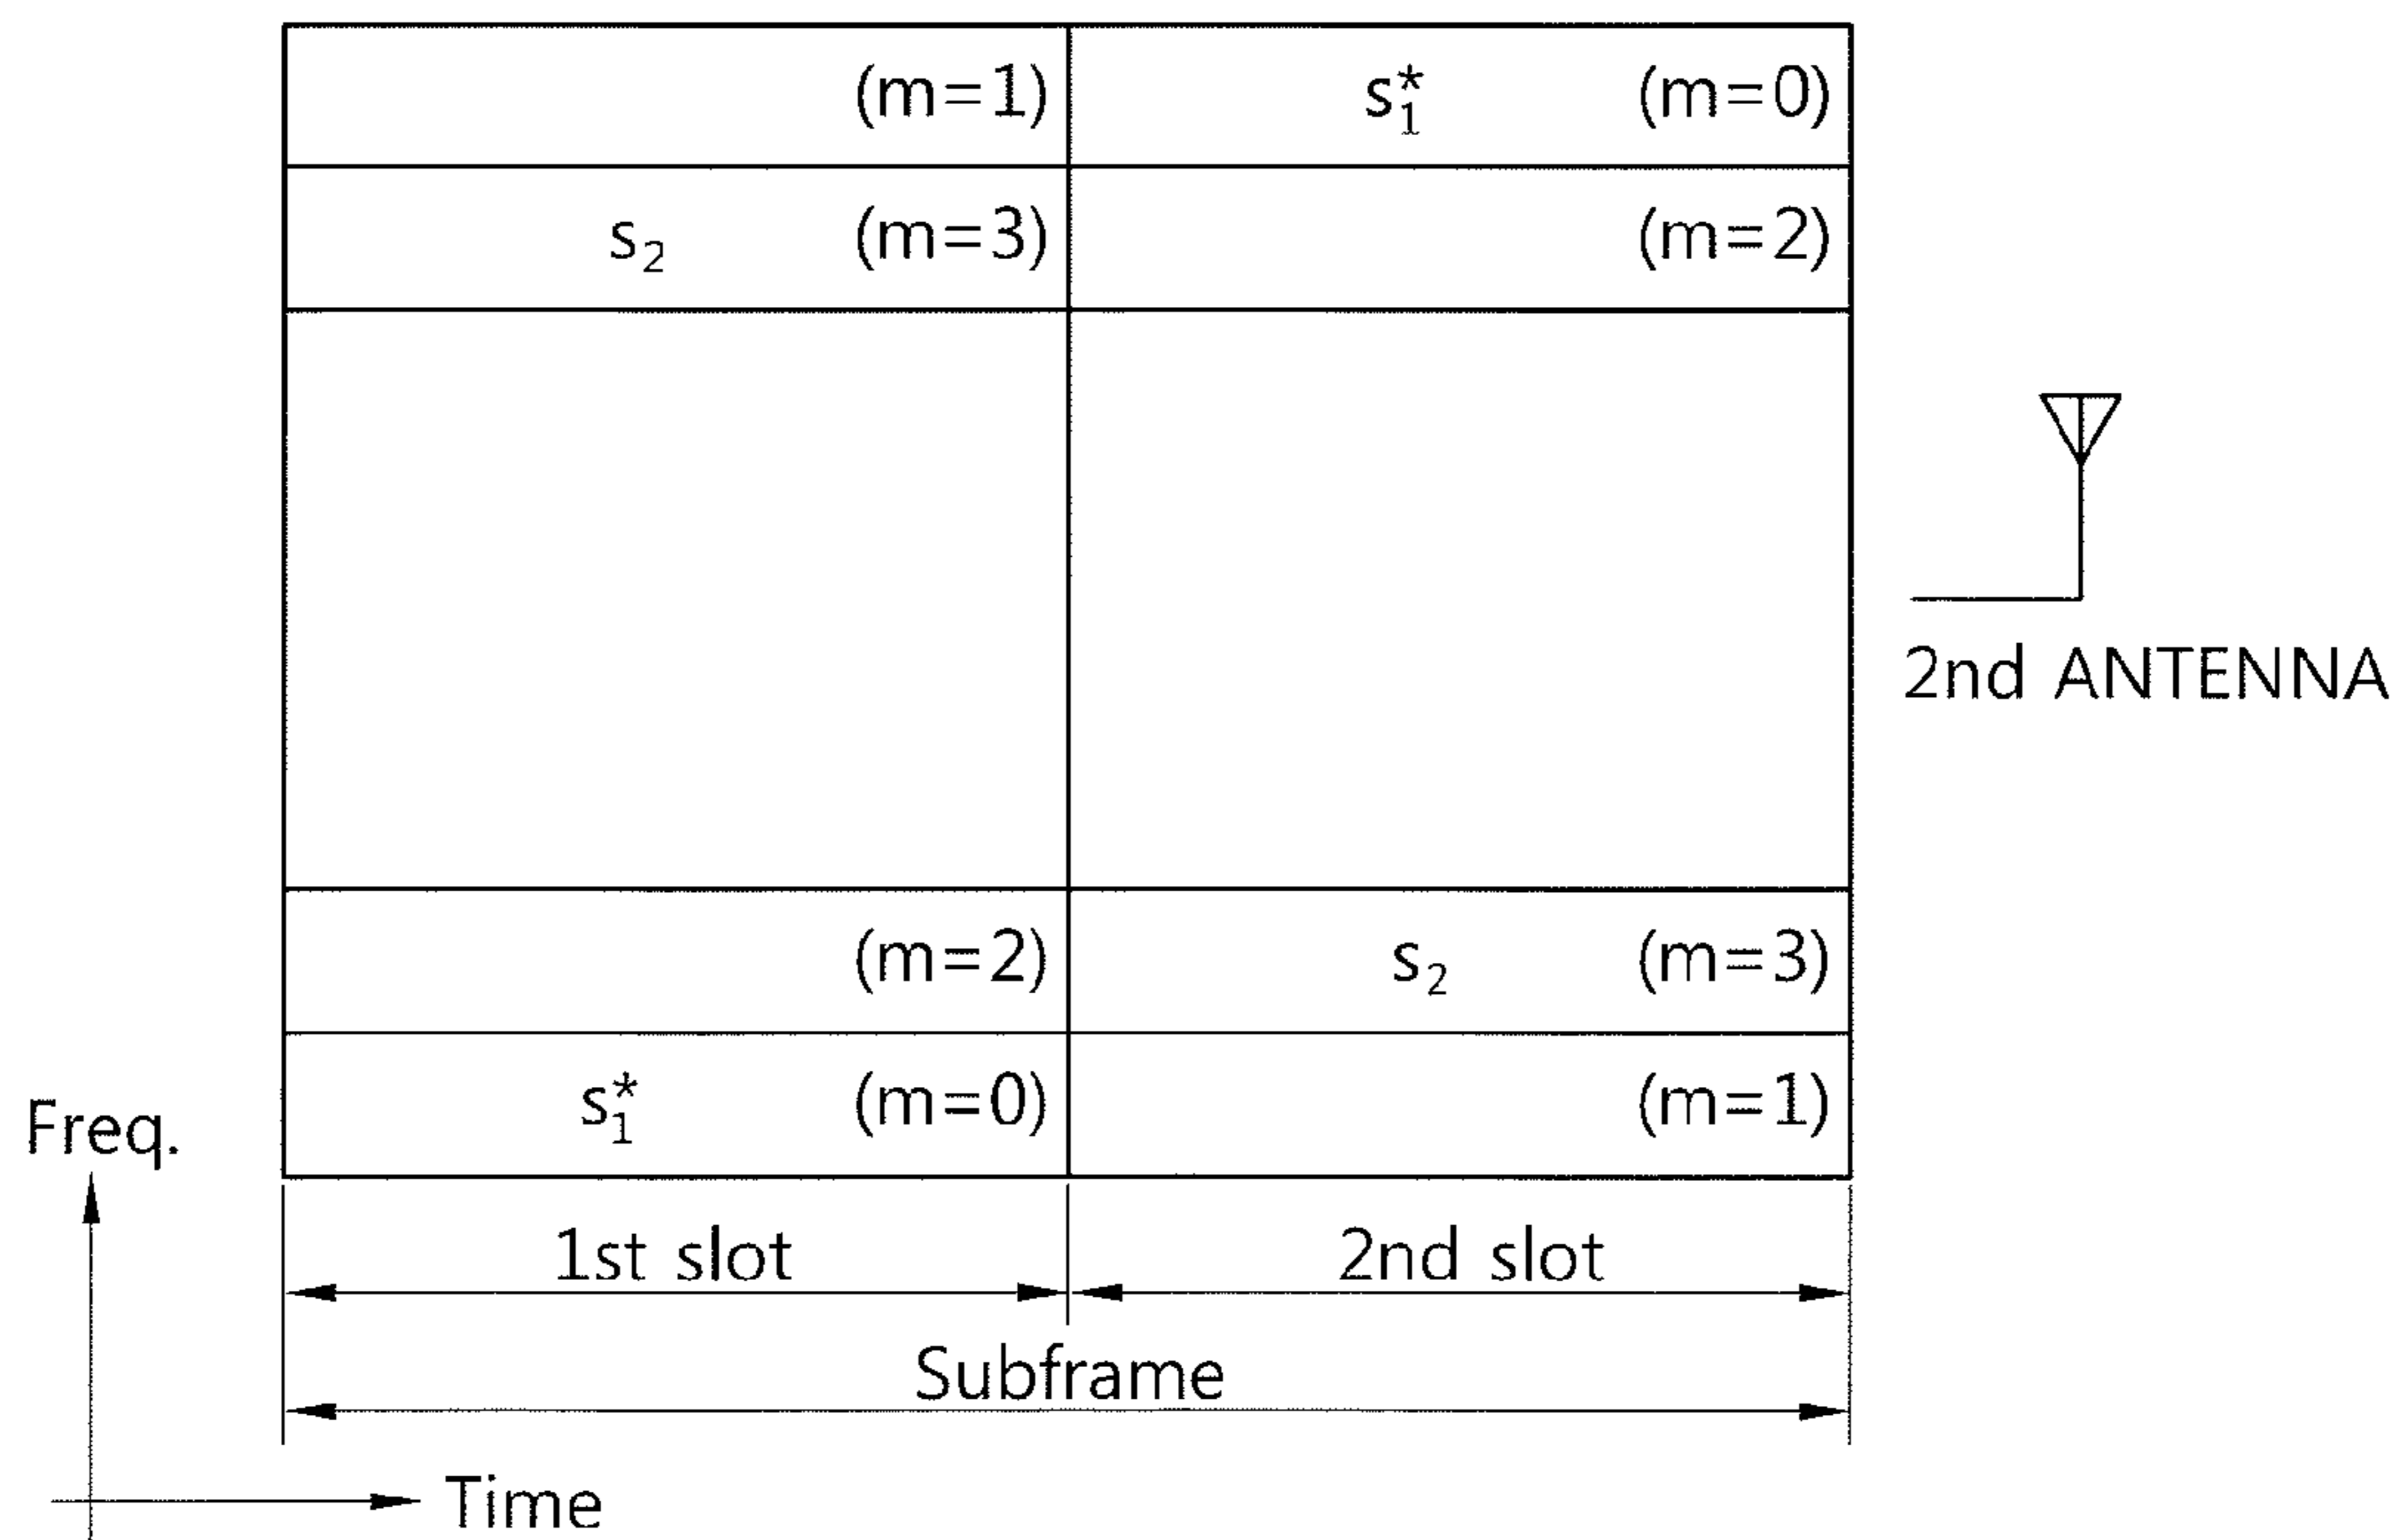 (m=1) s₁* (m=0)
s₂ (m=3) (m=2)
2nd ANTENNA
(m=2) s₂ (m=3)
s₁* (m=0) (m=1)
Freq.
1st slot 2nd slot
Subframe
Time